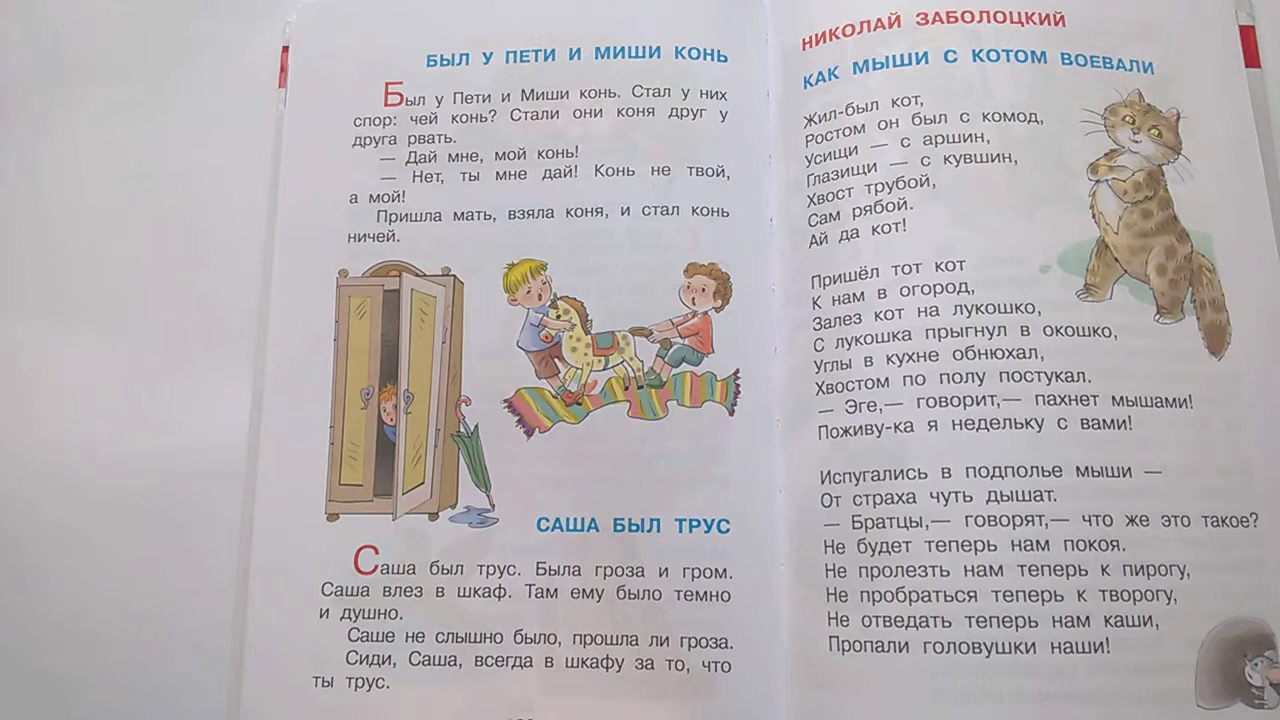 БЫЛ У ПЕТИ И МИШИ КОНЬ
Был у Пети и Миши конь. Стал у них
спор: чей конь? Стали они коня друг у
друга рвать.
— Дай мне, мой конь!
— Нет, ты мне дай! Конь не твой,
а мой!
Пришла мать, взяла коня, и стал конь
ничей.
САША БЫЛ ТРУС
Саша был трус. Была гроза и гром.
Саша влез в шкаф. Там ему было темно
и душно.
Саше не слышно было, прошла ли гроза.
Сиди, Саша, всегда в шкафу за то, что
ты трус.
НИКОЛАЙ ЗАБОЛОЦКИЙ
КАК МЫШИ С КОТОМ ВОЕВАЛИ
Жил-был кот,
Ростом он был с комод,
Усищи — с аршин,
Глазищи — с кувшин,
Хвост трубой,
Сам рябой.
Ай да кот!
Пришёл тот кот
К нам в огород,
Залез кот на лукошко,
С лукошка прыгнул в окошко,
Углы в кухне обнюхал,
Хвостом по полу постукал.
— Эге,— говорит,— пахнет мышами!
Поживу-ка я недельку с вами!
Испугались в подполье мыши —
От страха чуть дышат.
— Братцы,— говорят,— что же это такое?
Не будет теперь нам покоя.
Не пролезть нам теперь к пирогу,
Не пробраться теперь к творогу,
Не отведать теперь нам каши,
Пропали головушки наши!